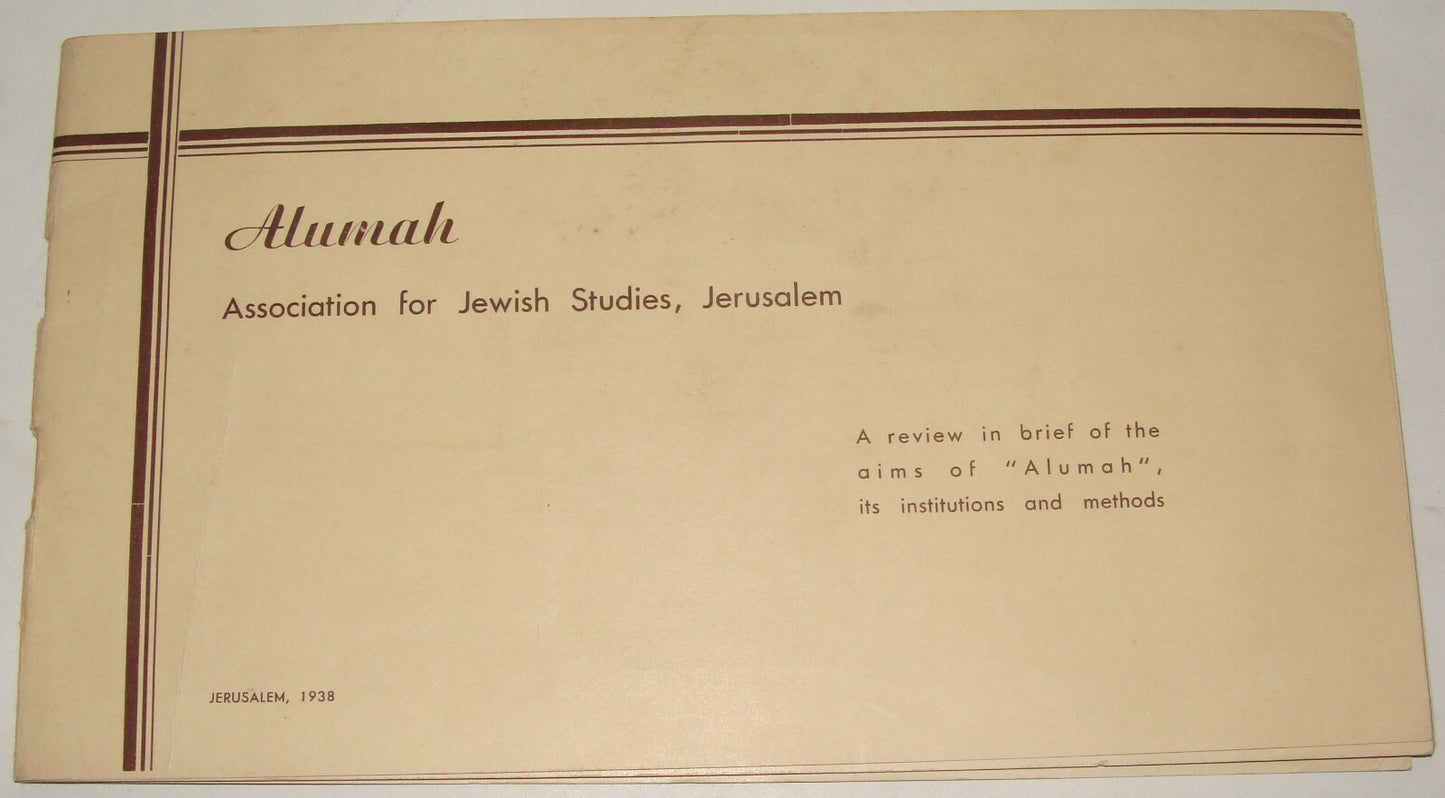 Alumah
Association for Jewish Studies, Jerusalem
A review in brief of the
aims of "Alumah",
its institutions and methods
JERUSALEM, 1938